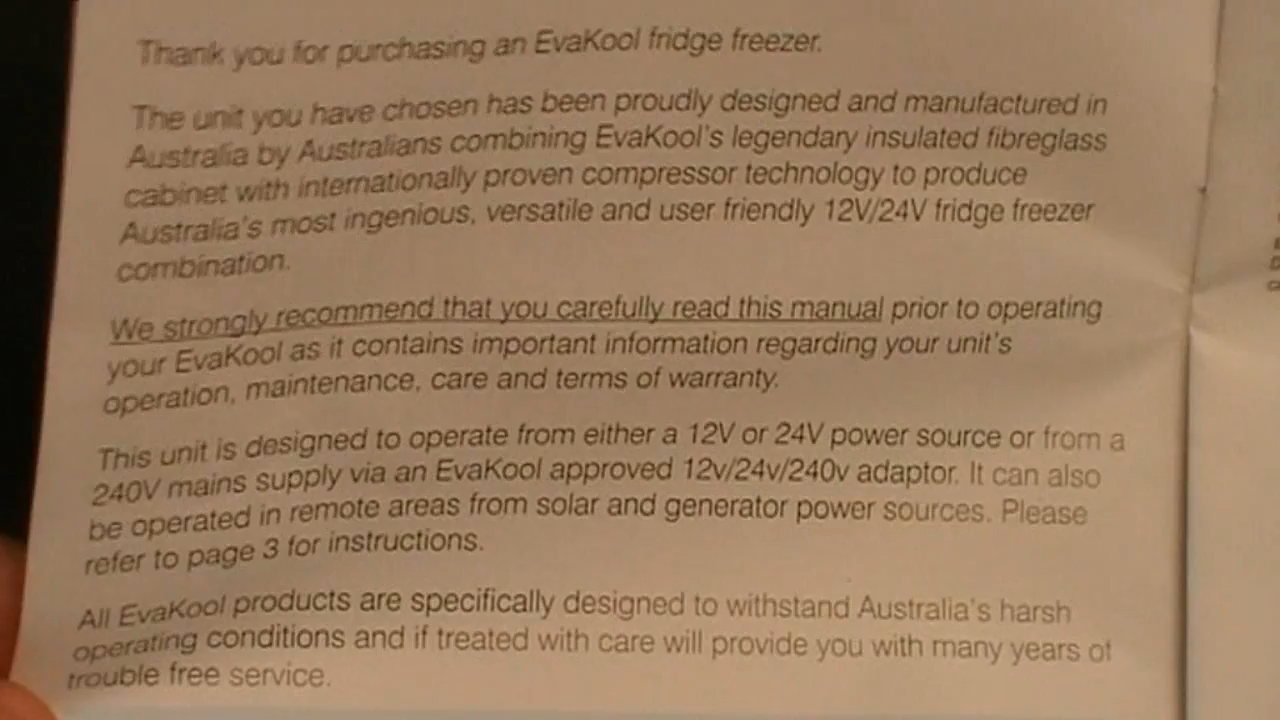 Thank you for purchasing an EvaKool fridge freezer.
The unit you have chosen has been proudly designed and manufactured in
Australia by Australians combining EvaKool's legendary insulated fibreglass
cabinet with internationally proven compressor technology to produce
Australia's most ingenious, versatile and user friendly 12V/24V fridge freezer
combination.
We strongly recommend that you carefully read this manual prior to operating
your EvaKool as it contains important information regarding your unit's
operation, maintenance, care and terms of warranty.
This unit is designed to operate from either a 12V or 24V power source or from a
240V mains supply via an EvaKool approved 12v/24v/240v adaptor. It can also
be operated in remote areas from solar and generator power sources. Please
refer to page 3 for instructions.
All EvaKool products are specifically designed to withstand Australia's harsh
operating conditions and if treated with care will provide you with many years of
trouble free service.